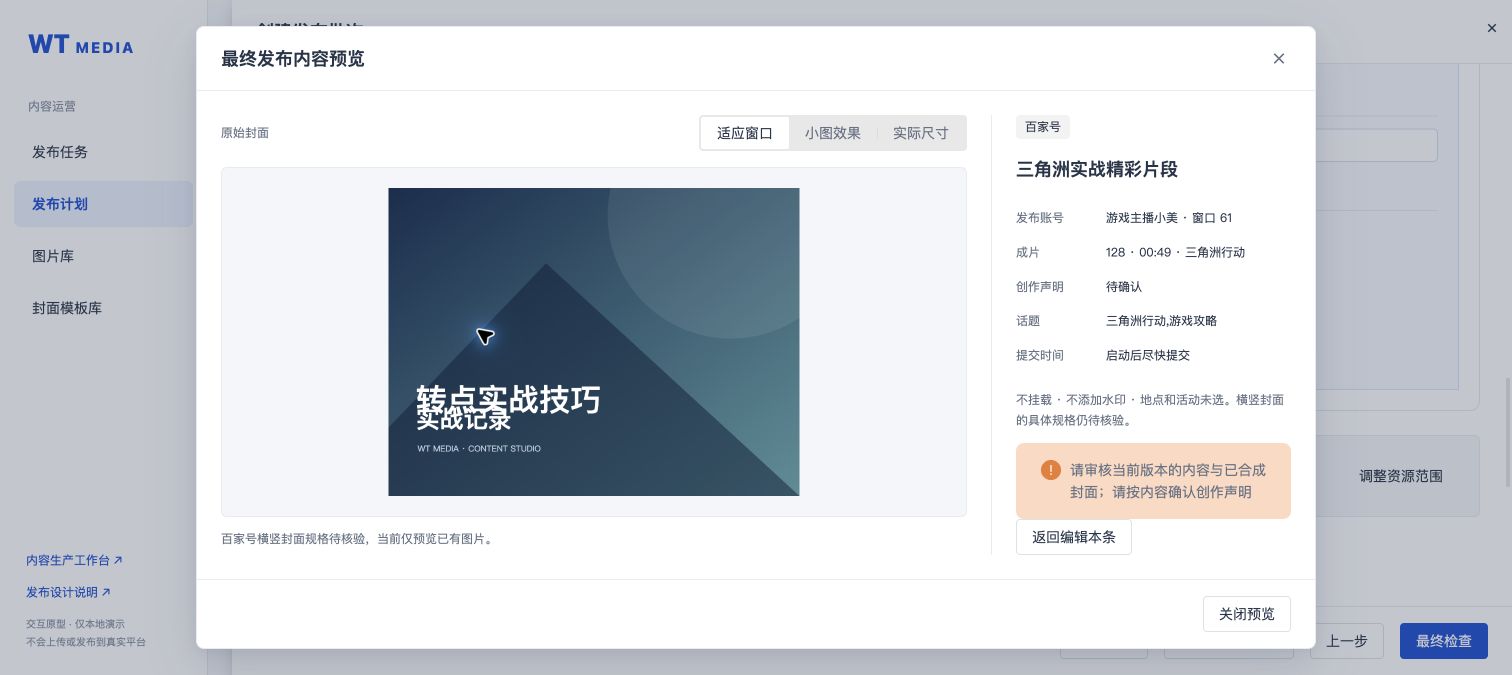 WT MEDIA
内容运营
发布任务
发布计划
图片库
封面模板库
内容生产工作台 ↗
发布设计说明 ↗
交互原型 · 仅本地演示
不会上传或发布到真实平台
最终发布内容预览
原始封面
适应窗口
小图效果
实际尺寸
转点实战技巧
实战记录
WT MEDIA · CONTENT STUDIO
百家号横竖封面规格待核验，当前仅预览已有图片。
百家号
三角洲实战精彩片段
发布账号 游戏主播小美 · 窗口 61
成片 128 · 00:49 · 三角洲行动
创作声明 待确认
话题 三角洲行动,游戏攻略
提交时间 启动后尽快提交
不挂载 · 不添加水印 · 地点和活动未选。横竖封面
的具体规格仍待核验。
请审核当前版本的内容与已合成
封面；请按内容确认创作声明
返回编辑本条
关闭预览
调整资源范围
上一步
最终检查